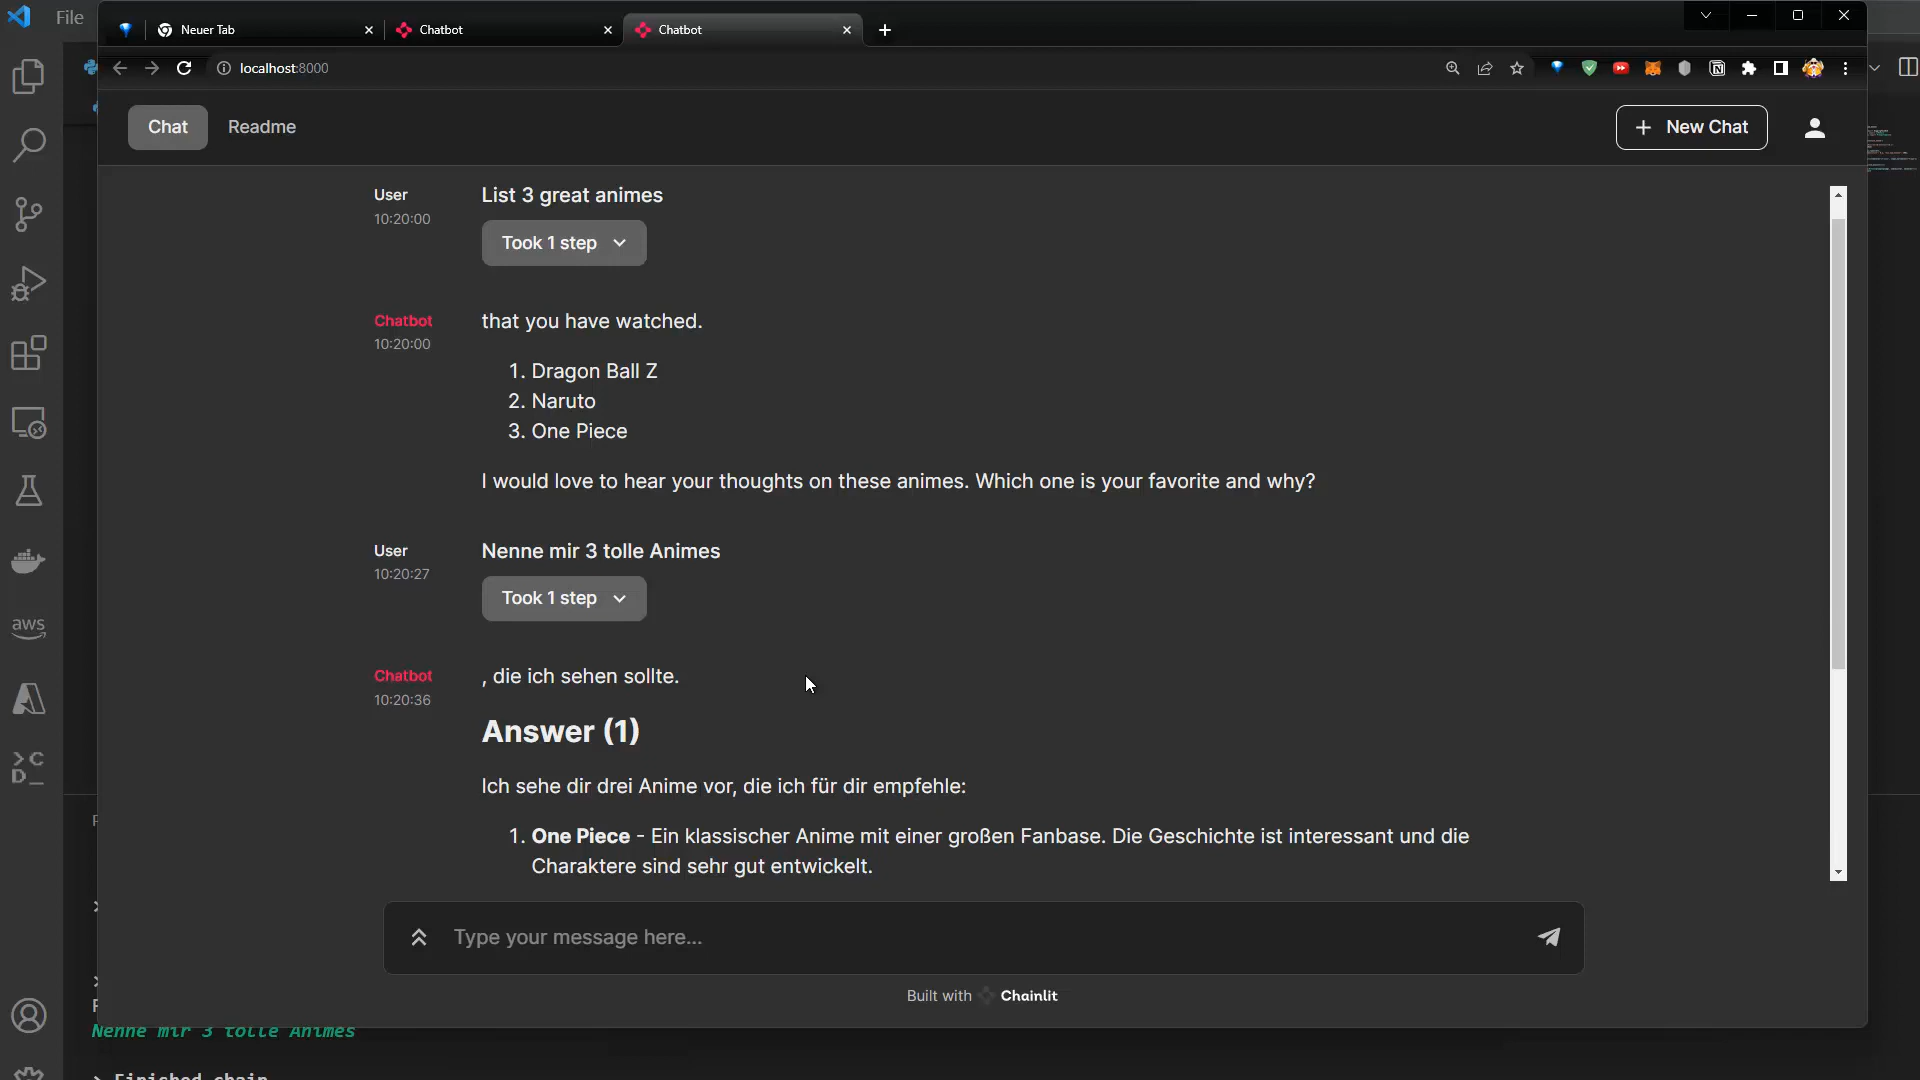 File
Neuer Tab
Chatbot
Chatbot
localhost:8000
Chat
Readme
+ New Chat
User
10:20:00
List 3 great animes
Took 1 step
Chatbot
10:20:00
that you have watched.
1. Dragon Ball Z
2. Naruto
3. One Piece
I would love to hear your thoughts on these animes. Which one is your favorite and why?
User
10:20:27
Nenne mir 3 tolle Animes
Took 1 step
Chatbot
10:20:36
, die ich sehen sollte.
Answer (1)
Ich sehe dir drei Anime vor, die ich für dir empfehle:
1. One Piece - Ein klassischer Anime mit einer großen Fanbase. Die Geschichte ist interessant und die
Charaktere sind sehr gut entwickelt.
Type your message here...
Built with Chainlit
aws
Nenne mir 3 tolle Animes
> Finished chain.